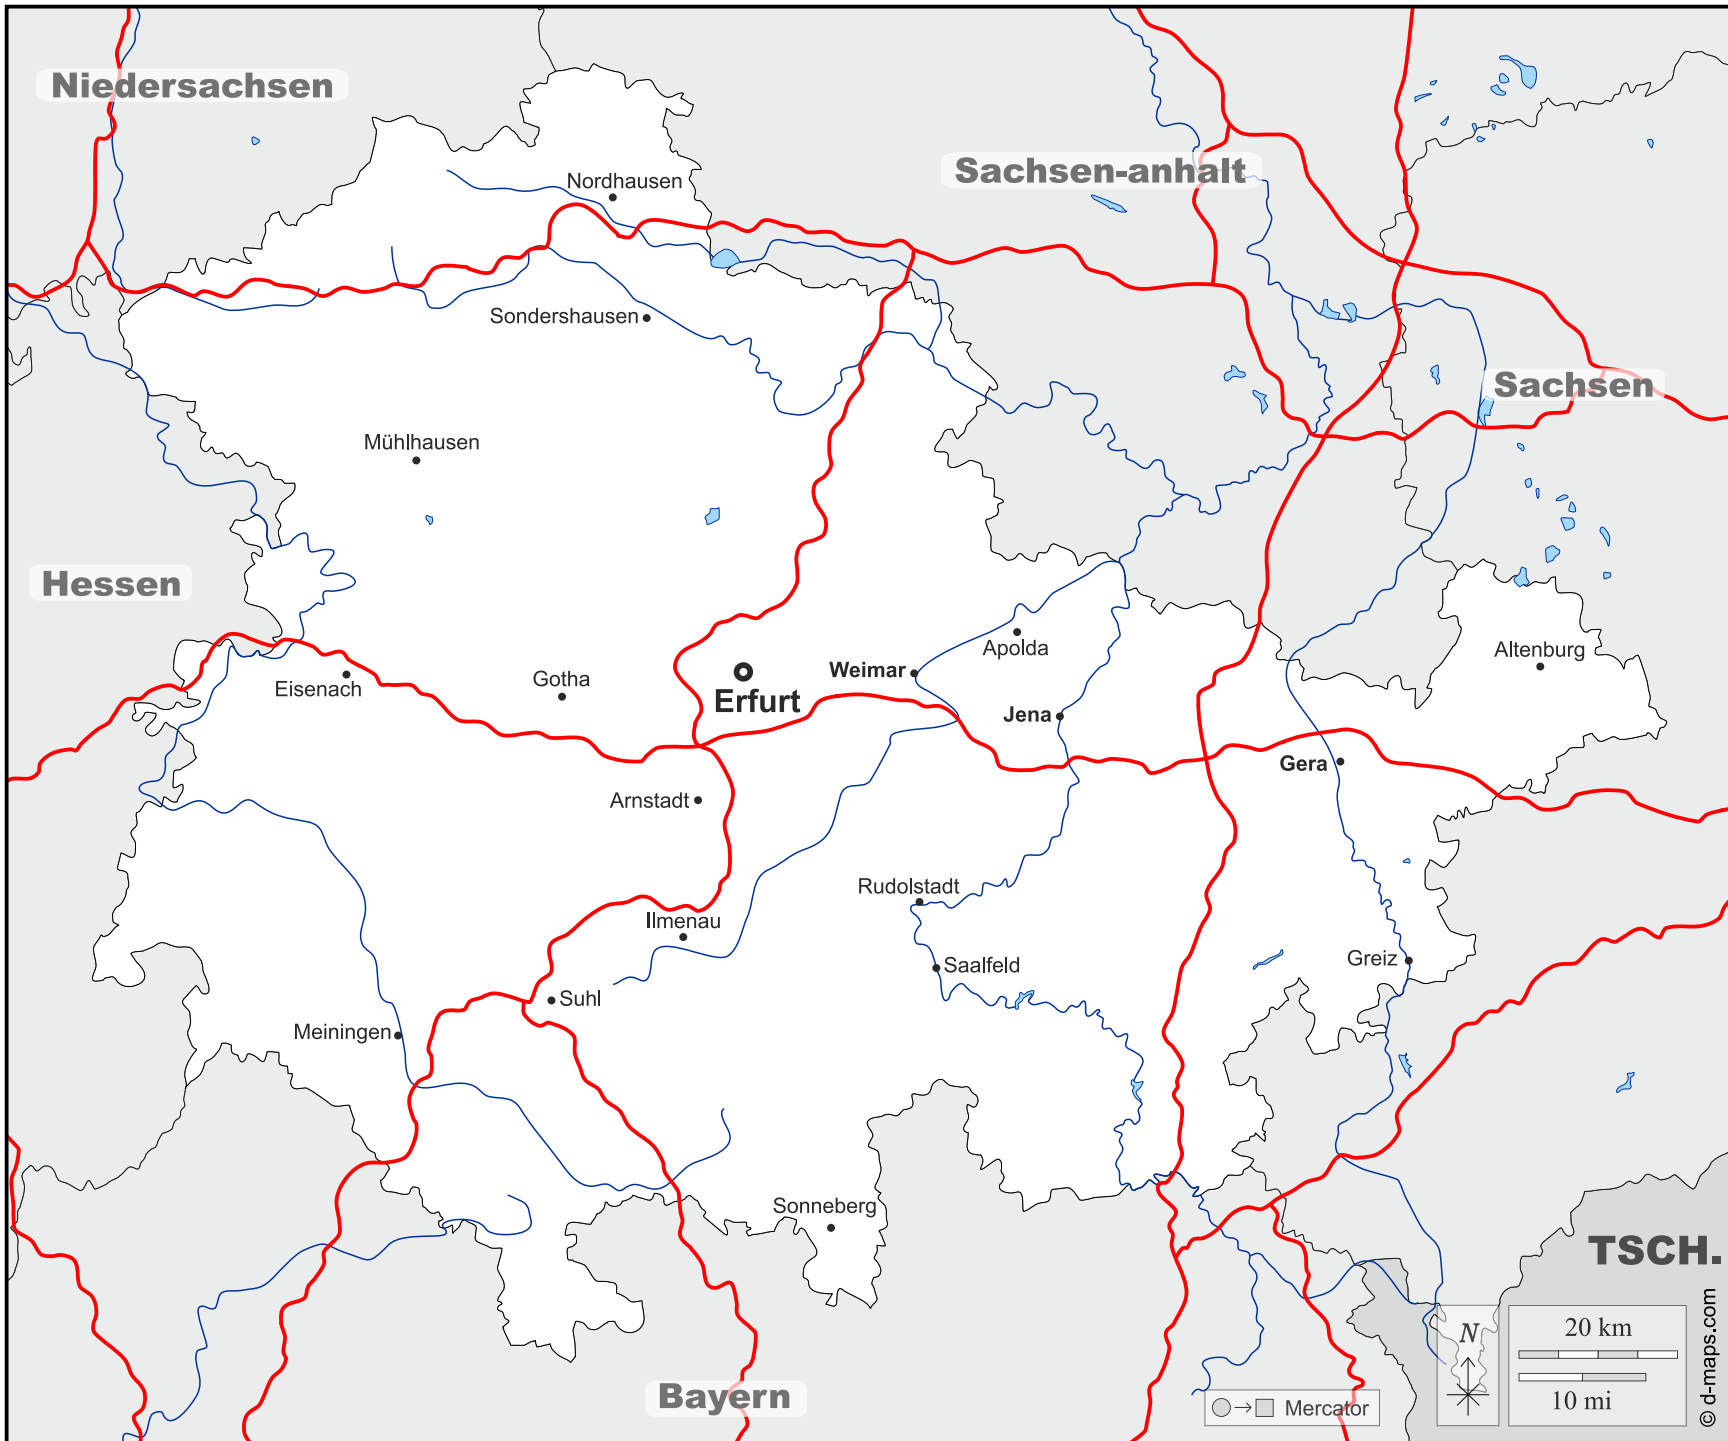 Niedersachsen
Sachsen-anhalt
Nordhausen
Sondershausen
Sachsen
Mühlhausen
Hessen
Apolda
Altenburg
Weimar
Eisenach
Gotha
Erfurt
Jena
Gera
Arnstadt
Rudolstadt
Ilmenau
Greiz
Saalfeld
Suhl
Meiningen
Sonneberg
TSCH.
Bayern
Mercator
N
20 km
10 mi
© d-maps.com